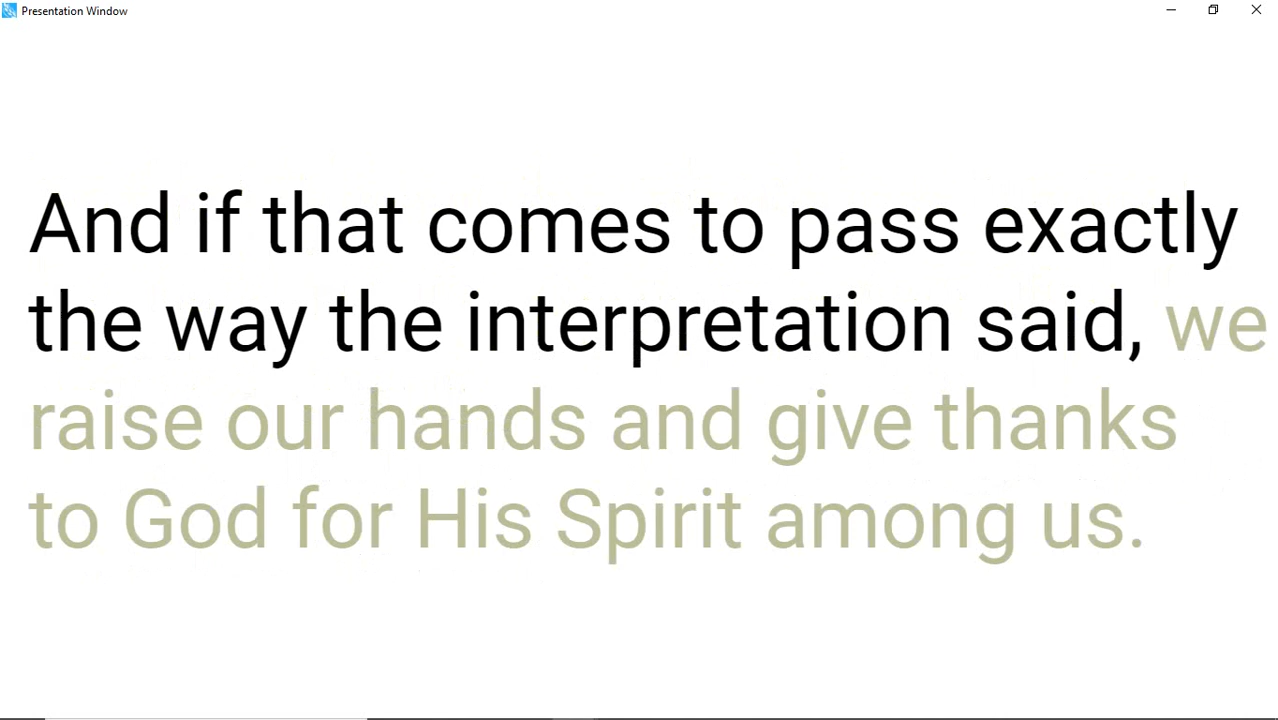 Presentation Window
And if that comes to pass exactly
the way the interpretation said, we
raise our hands and give thanks
to God for His Spirit among us.